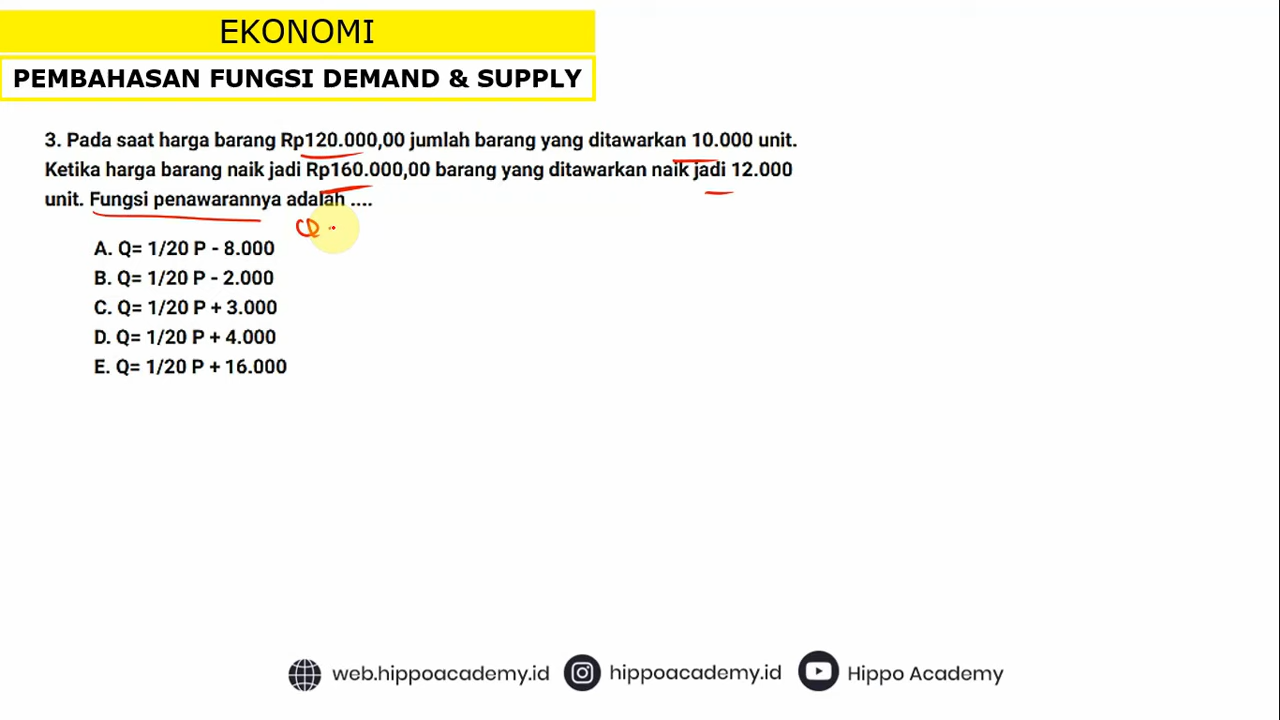 EKONOMI
PEMBAHASAN FUNGSI DEMAND & SUPPLY
3. Pada saat harga barang Rp120.000,00 jumlah barang yang ditawarkan 10.000 unit.
Ketika harga barang naik jadi Rp160.000,00 barang yang ditawarkan naik jadi 12.000
unit. Fungsi penawarannya adalah ....
Q
A. Q= 1/20 P - 8.000
B. Q= 1/20 P - 2.000
C. Q= 1/20 P + 3.000
D. Q= 1/20 P + 4.000
E. Q= 1/20 P + 16.000
web.hippoacademy.id hippoacademy.id Hippo Academy